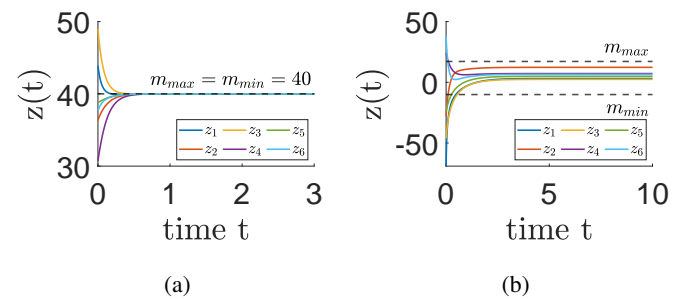 50
40
30
z(t)
m_max = m_min = 40
z_1 z_3 z_5
z_2 z_4 z_6
0 1 2 3
time t
(a)
50
0
-50
z(t)
m_max
m_min
z_1 z_3 z_5
z_2 z_4 z_6
0 5 10
time t
(b)